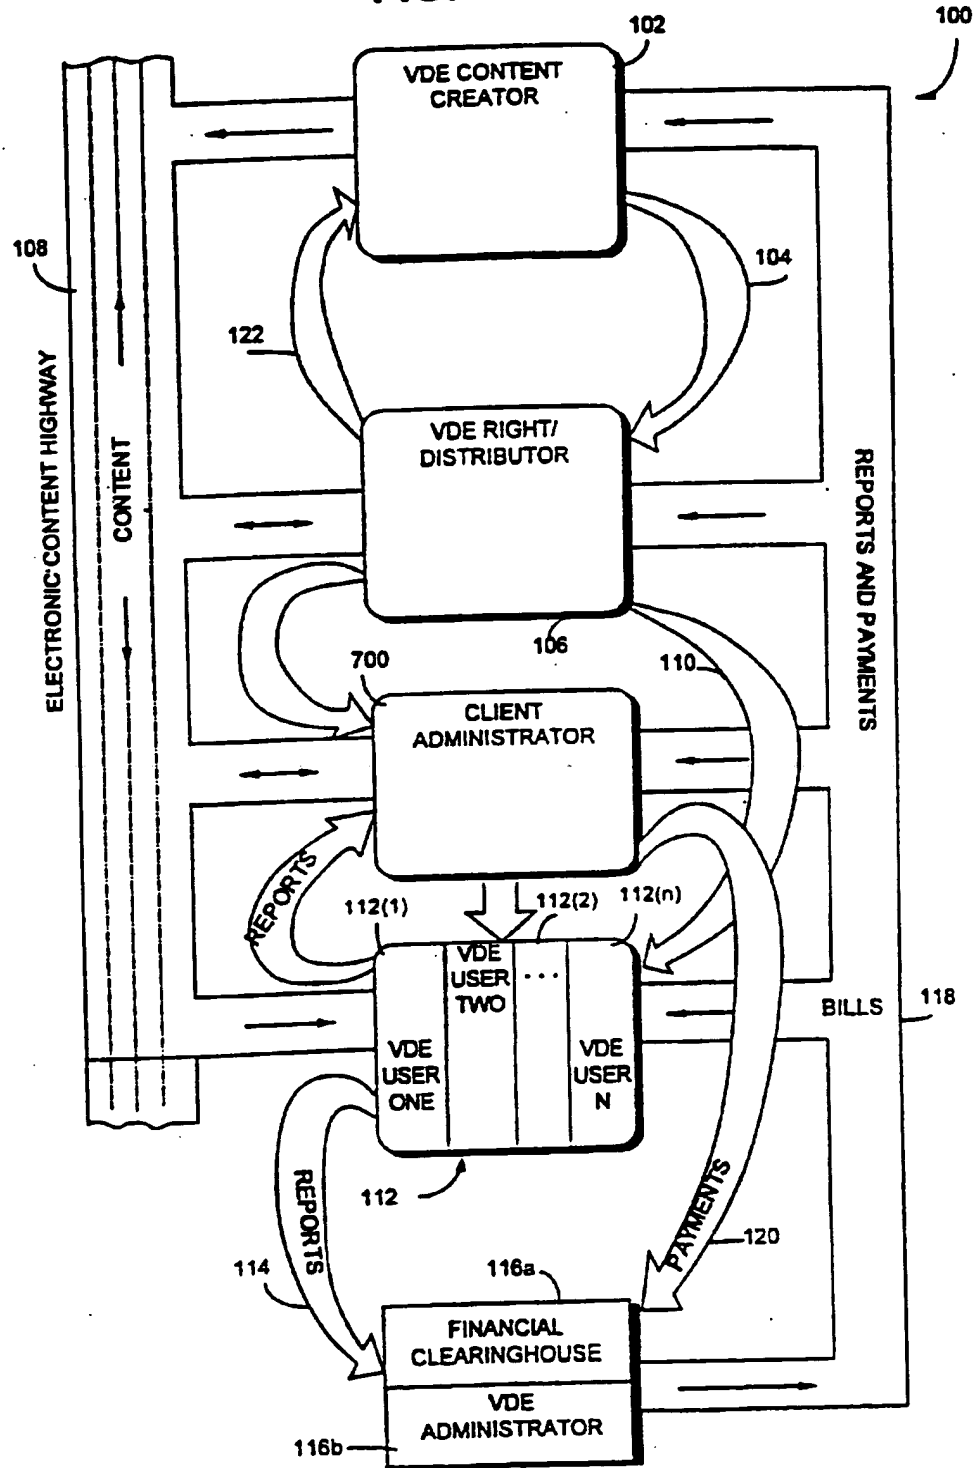 102
100
VDE CONTENT
CREATOR
108
104
122
ELECTRONIC CONTENT HIGHWAY
CONTENT
VDE RIGHT/
DISTRIBUTOR
REPORTS AND PAYMENTS
106
700
110
CLIENT
ADMINISTRATOR
REPORTS
112(1)
112(2)
112(n)
VDE
USER
TWO
...
VDE
USER
ONE
VDE
USER
N
BILLS
118
112
REPORTS
PAYMENTS
120
114
116a
FINANCIAL
CLEARINGHOUSE
VDE
ADMINISTRATOR
116b